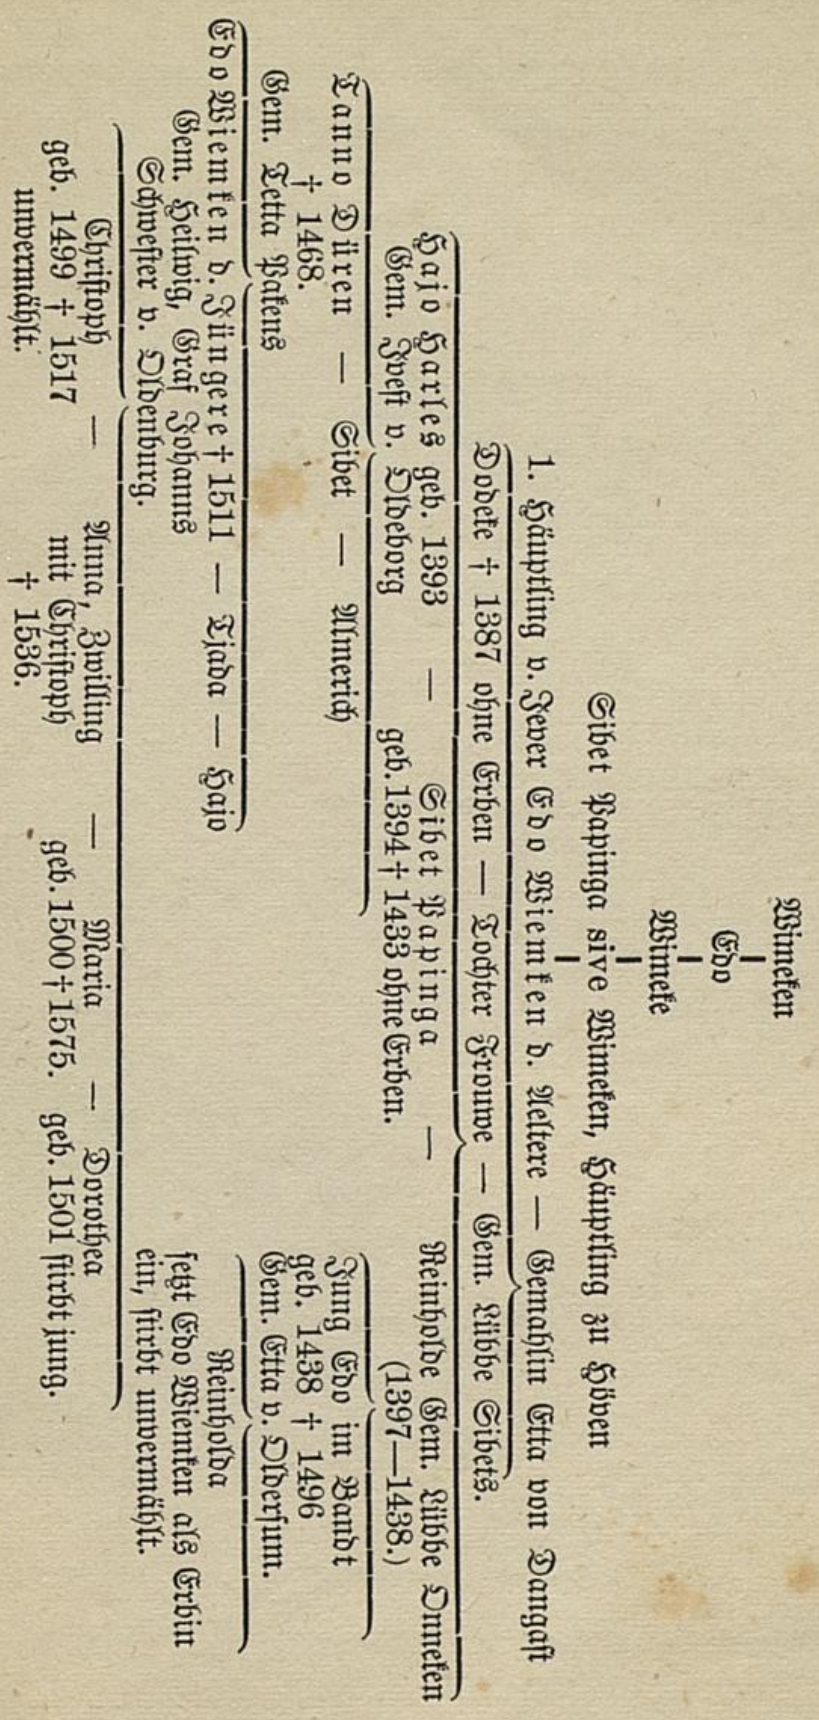 Wimeken
Edo
Wimeke
Sibet Papinga sive Wimeken, Häuptling zu Höven
1. Häuptling v. Jever Edo Wiemken d. Aeltere — Gemahlin Etta von Dangast
Dodeke † 1387 ohne Erben — Tochter Frouwe — Gem. Lübbe Sibets.
Hajo Harles geb. 1393 — Sibet Papinga — Reinholde Gem. Lübbe Onneken
Gem. Ivest v. Oldeborg geb. 1394 † 1433 ohne Erben. (1397—1438.)
Tanno Düren — Sibet — Ulmerich Jung Edo im Bandt
† 1468. geb. 1438 † 1496
Gem. Tetta Pakens Gem. Etta v. Oldersum.
Edo Wiemken d. Jüngere † 1511 — Tjada — Hajo Reinholda
Gem. Heilwig, Graf Johanns setzt Edo Wiemken als Erbin
Schwester v. Oldenburg. ein, stirbt unvermählt.
Christoph — Anna, Zwilling — Maria — Dorothea
geb. 1499 † 1517 mit Christoph geb. 1500 † 1575. geb. 1501 stirbt jung.
unvermählt. † 1536.